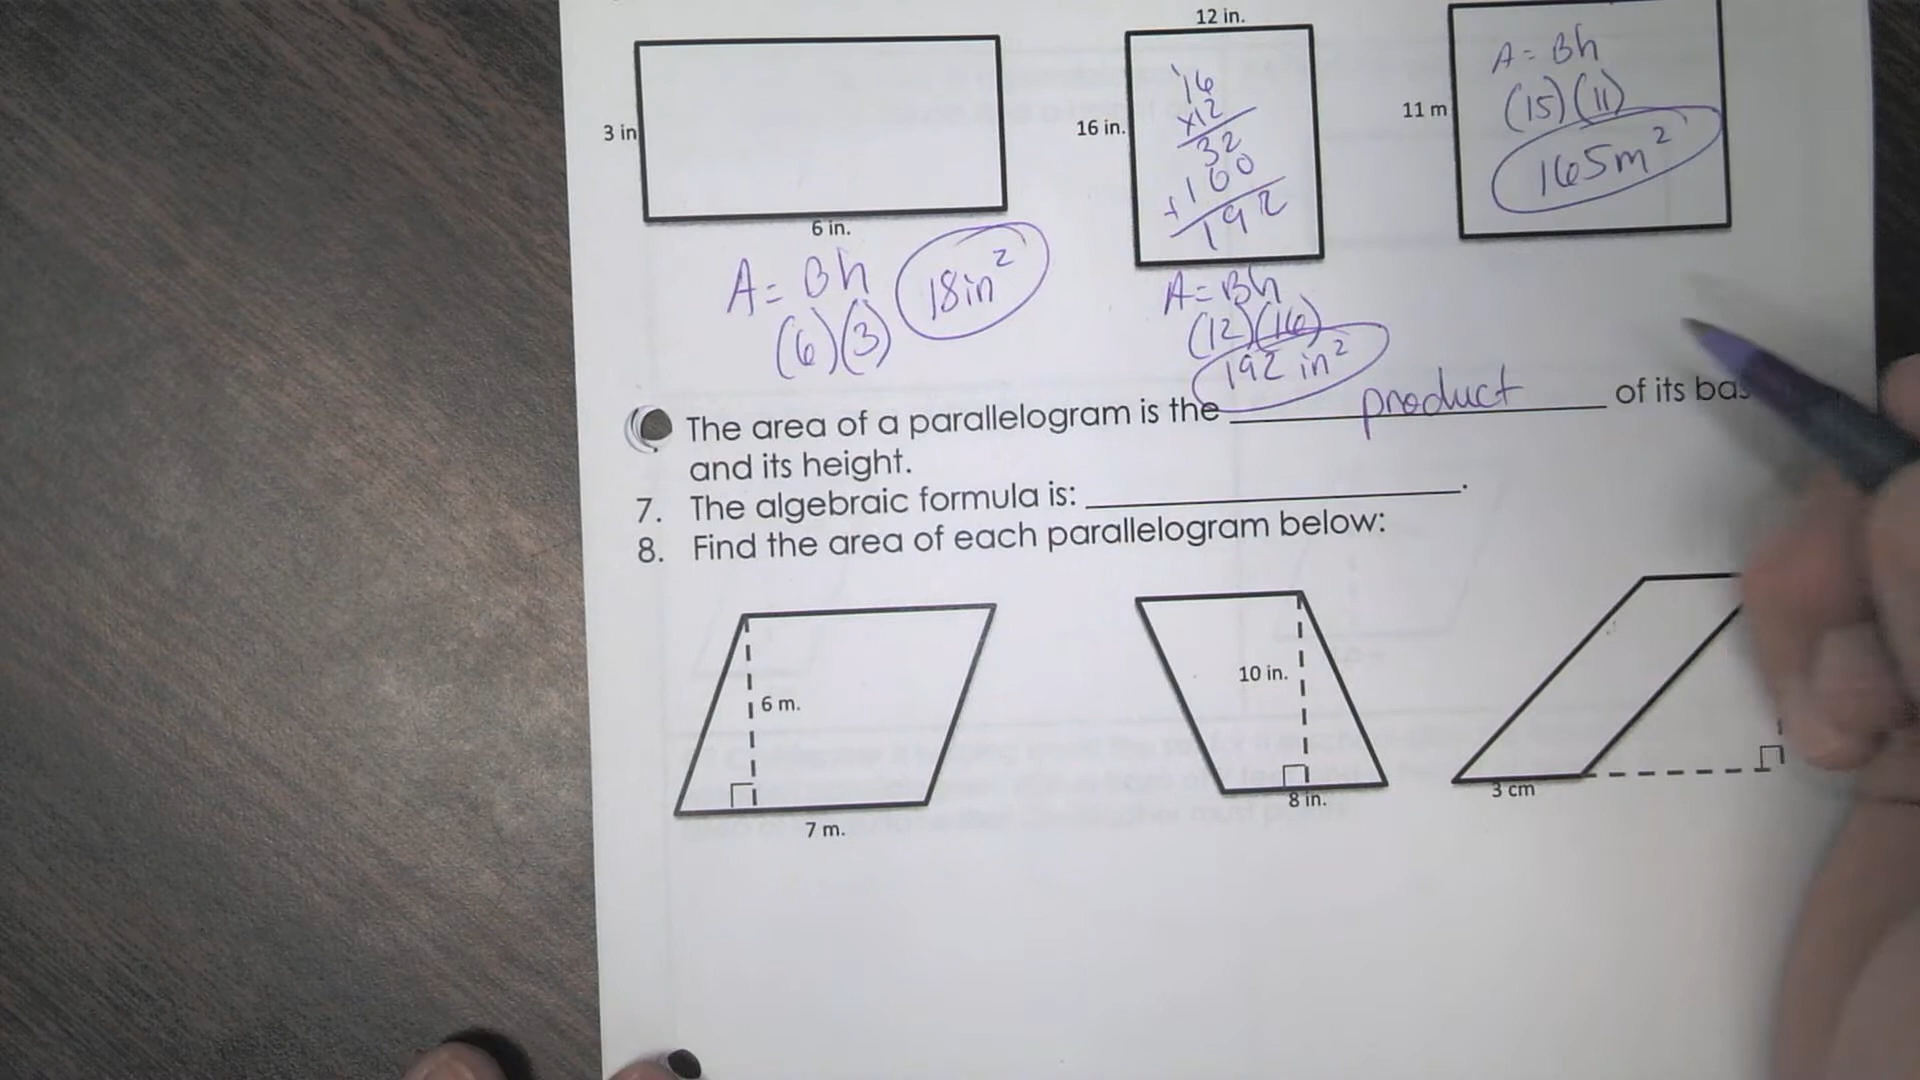 12 in.
3 in
6 in.
A = Bh
(6)(3)
18in²
16 in.
16
x12
32
+160
192
A = Bh
(12)(16)
192 in²
11 m
A = Bh
(15)(11)
165m²
The area of a parallelogram is the product of its
and its height.
7. The algebraic formula is: ____________.
8. Find the area of each parallelogram below:
6 m.
7 m.
10 in.
8 in.
3 cm